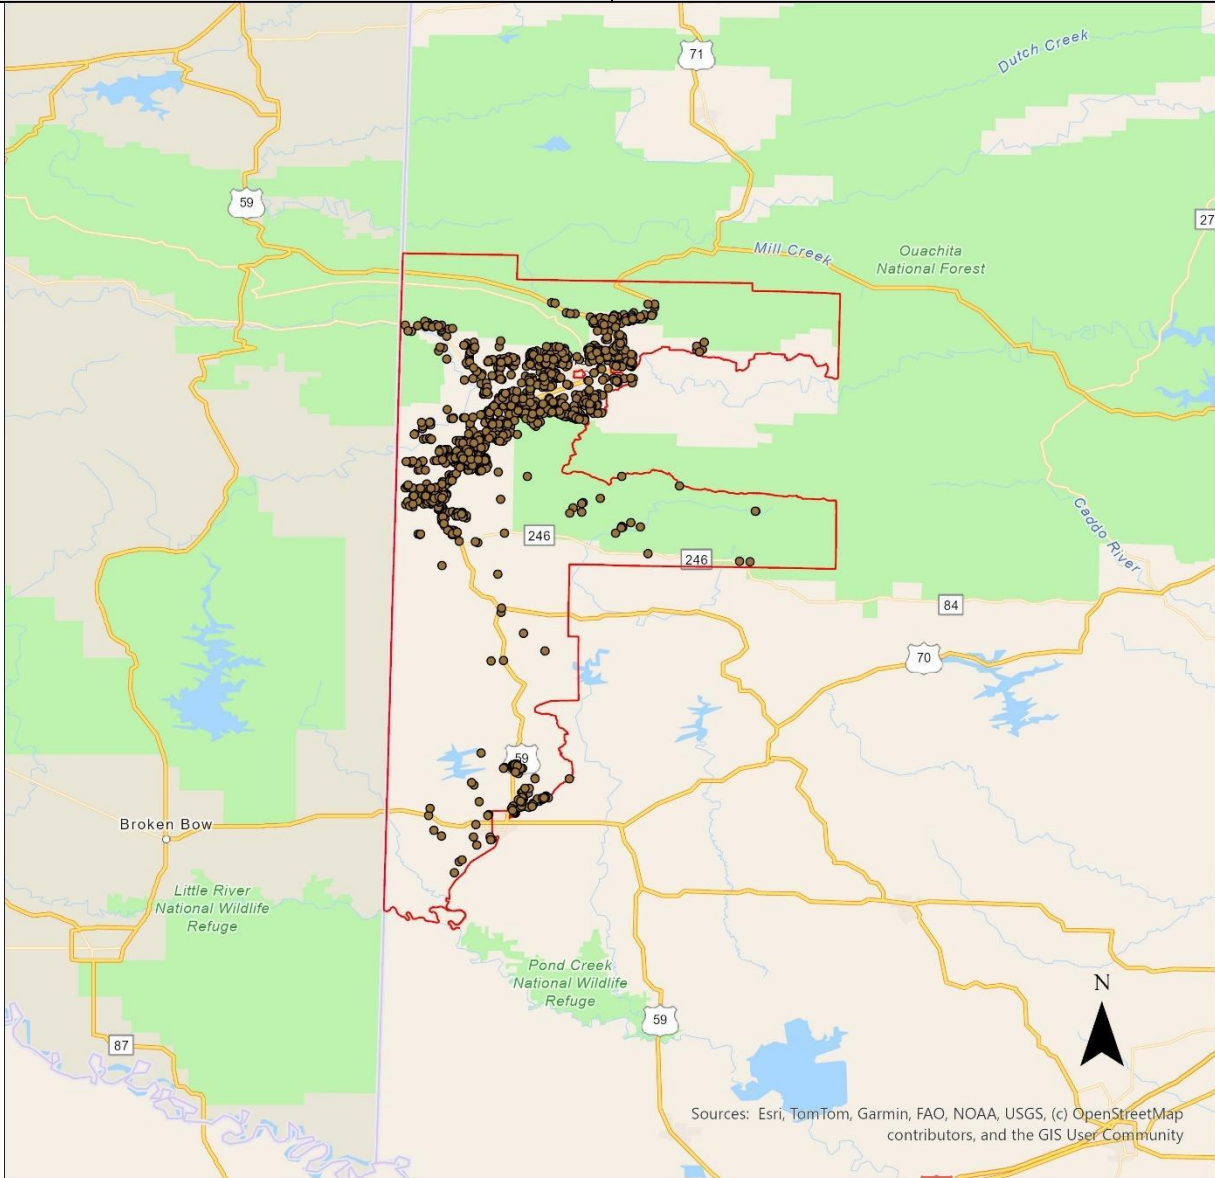 71
Dutch Creek
59
27
Mill Creek
Ouachita
National Forest
246
246
Caddo River
84
70
59
Broken Bow
Little River
National Wildlife
Refuge
Pond Creek
National Wildlife
Refuge
N
59
87
Sources: Esri, TomTom, Garmin, FAO, NOAA, USGS, (c) OpenStreetMap
contributors, and the GIS User Community